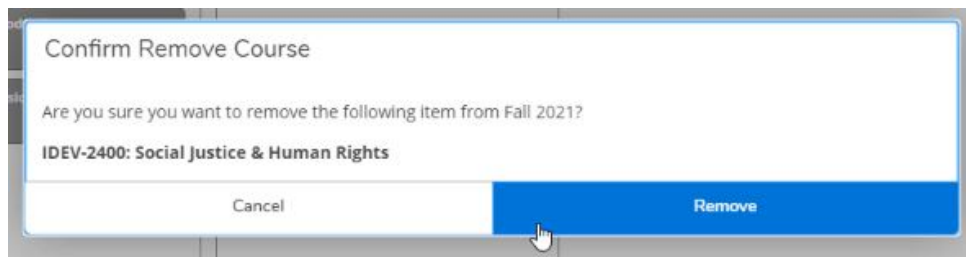 Confirm Remove Course
Are you sure you want to remove the following item from Fall 2021?
IDEV-2400: Social Justice & Human Rights
Cancel
Remove